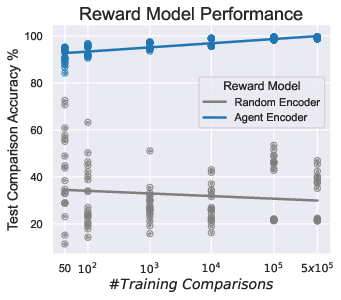 Reward Model Performance
Test Comparison Accuracy %
100
80
60
40
20
Reward Model
Random Encoder
Agent Encoder
50 10² 10³ 10⁴ 10⁵ 5x10⁵
#Training Comparisons